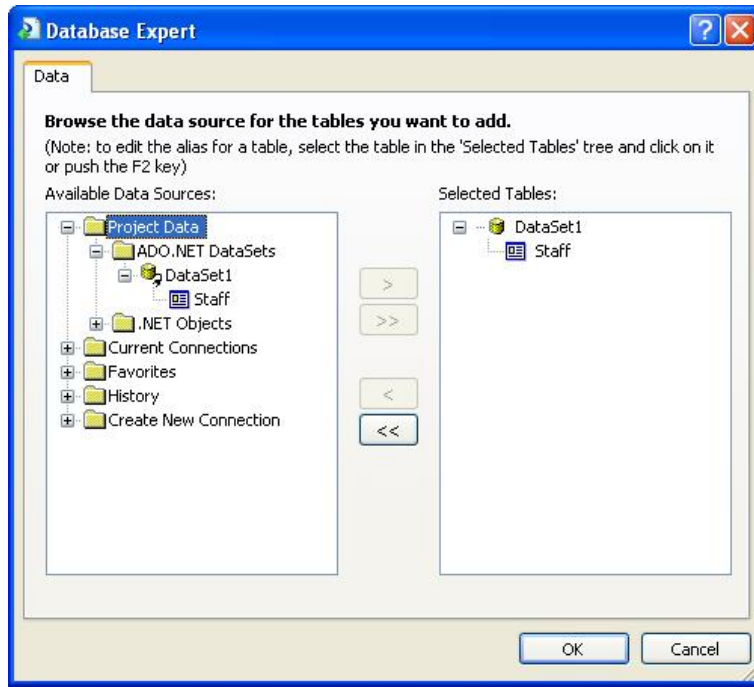 Database Expert
Data
Browse the data source for the tables you want to add.
(Note: to edit the alias for a table, select the table in the 'Selected Tables' tree and click on it
or push the F2 key)
Available Data Sources:
Project Data
ADO.NET DataSets
DataSet1
Staff
.NET Objects
Current Connections
Favorites
History
Create New Connection
>
>>
<
<<
Selected Tables:
DataSet1
Staff
OK
Cancel